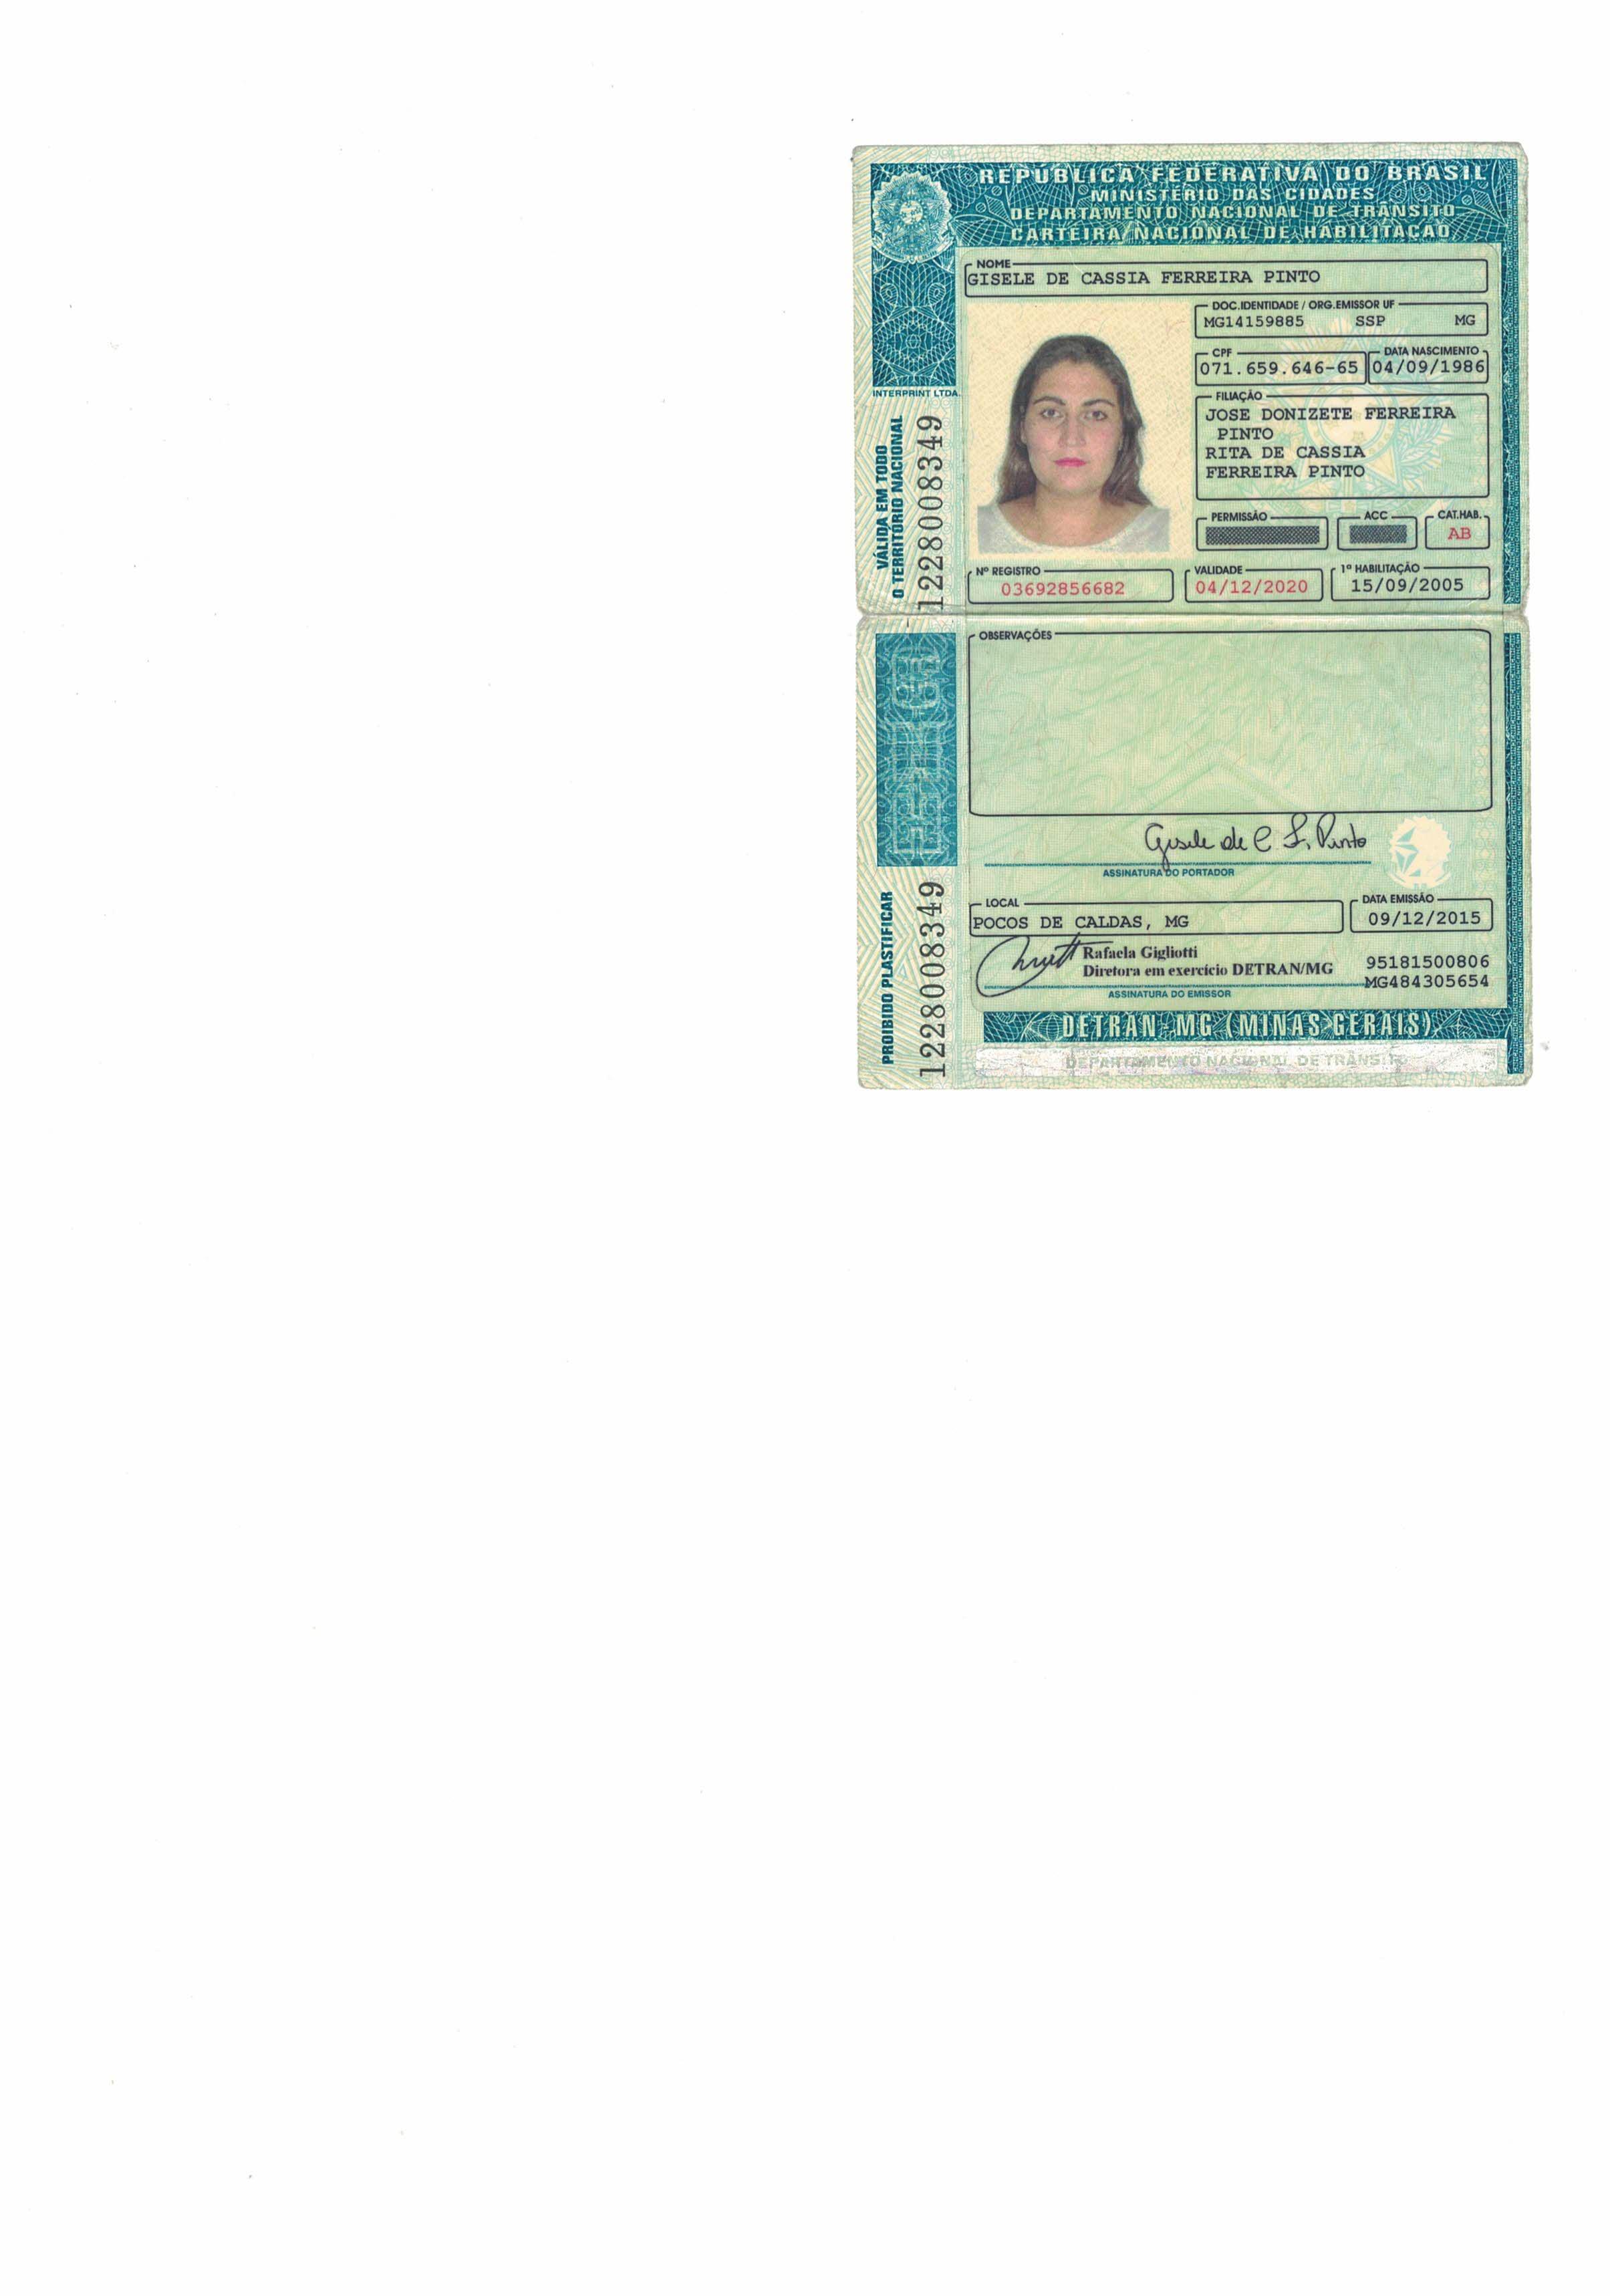 REPÚBLICA FEDERATIVA DO BRASIL
MINISTÉRIO DAS CIDADES
DEPARTAMENTO NACIONAL DE TRÂNSITO
CARTEIRA NACIONAL DE HABILITAÇÃO
NOME
GISELE DE CASSIA FERREIRA PINTO
DOC.IDENTIDADE / ORG.EMISSOR UF
MG14159885 SSP MG
CPF DATA NASCIMENTO
071.659.646-65 04/09/1986
FILIAÇÃO
JOSE DONIZETE FERREIRA
PINTO
RITA DE CASSIA
FERREIRA PINTO
PERMISSÃO ACC CAT.HAB.
AB
Nº REGISTRO VALIDADE 1ª HABILITAÇÃO
03692856682 04/12/2020 15/09/2005
INTERPRINT LTDA.
VÁLIDA EM TODO
O TERRITÓRIO NACIONAL
1228008349
OBSERVAÇÕES
Gisele de C F. Pinto
ASSINATURA DO PORTADOR
LOCAL DATA EMISSÃO
POCOS DE CALDAS, MG 09/12/2015
Rafaela Gigliotti
Diretora em exercício DETRAN/MG
95181500806
MG484305654
ASSINATURA DO EMISSOR
DETRAN-MG (MINAS GERAIS)
DEPARTAMENTO NACIONAL DE TRÂNSITO
PROIBIDO PLASTIFICAR
1228008349